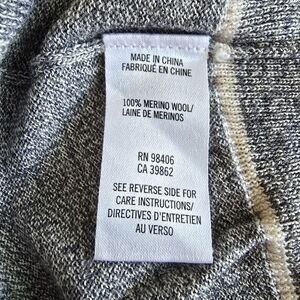 MADE IN CHINA
FABRIQUÉ EN CHINE
100% MERINO WOOL/
LAINE DE MERINOS
RN 98406
CA 39862
SEE REVERSE SIDE FOR
CARE INSTRUCTIONS/
DIRECTIVES D'ENTRETIEN
AU VERSO